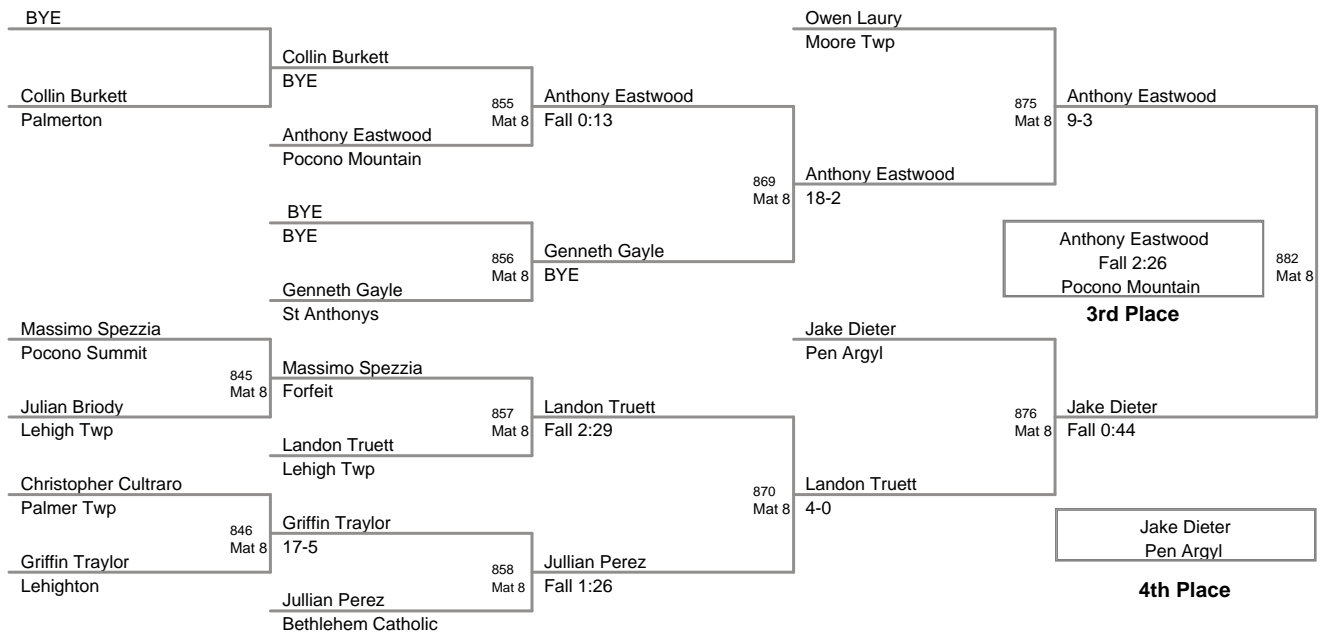 BYE
Collin Burkett
Palmerton
Collin Burkett
BYE
Anthony Eastwood
Pocono Mountain
855
Mat 8
Anthony Eastwood
Fall 0:13
BYE
BYE
Genneth Gayle
St Anthonys
856
Mat 8
Genneth Gayle
BYE
869
Mat 8
Anthony Eastwood
18-2
Owen Laury
Moore Twp
875
Mat 8
Anthony Eastwood
9-3
Anthony Eastwood
Fall 2:26
Pocono Mountain
3rd Place
882
Mat 8
Massimo Spezzia
Pocono Summit
Julian Briody
Lehigh Twp
845
Mat 8
Massimo Spezzia
Forfeit
Landon Truett
Lehigh Twp
857
Mat 8
Landon Truett
Fall 2:29
Christopher Cultraro
Palmer Twp
Griffin Traylor
Lehighton
846
Mat 8
Griffin Traylor
17-5
Jullian Perez
Bethlehem Catholic
858
Mat 8
Jullian Perez
Fall 1:26
870
Mat 8
Landon Truett
4-0
Jake Dieter
Pen Argyl
876
Mat 8
Jake Dieter
Fall 0:44
Jake Dieter
Pen Argyl
4th Place